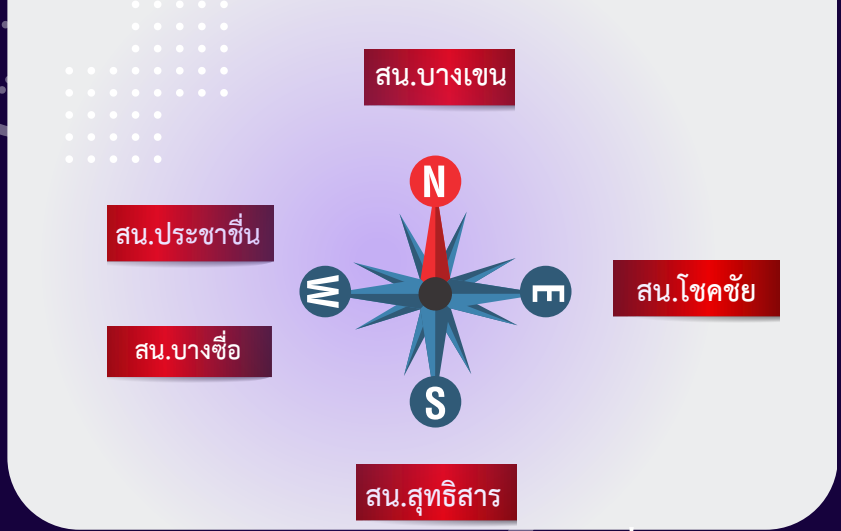 สน.บางเขน
N
สน.ประชาชื่น
W
E
สน.โชคชัย
สน.บางซื่อ
S
สน.สุทธิสาร